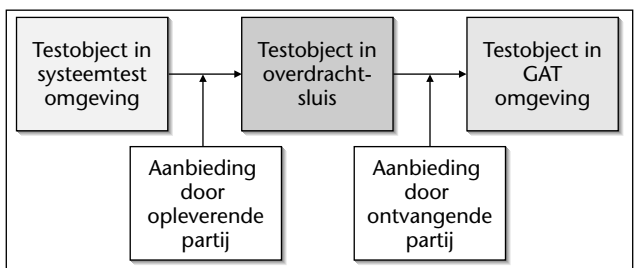 Testobject in
systeemtest
omgeving
Testobject in
overdracht-
sluis
Testobject in
GAT
omgeving
Aanbieding
door
opleverende
partij
Aanbieding
door
ontvangende
partij